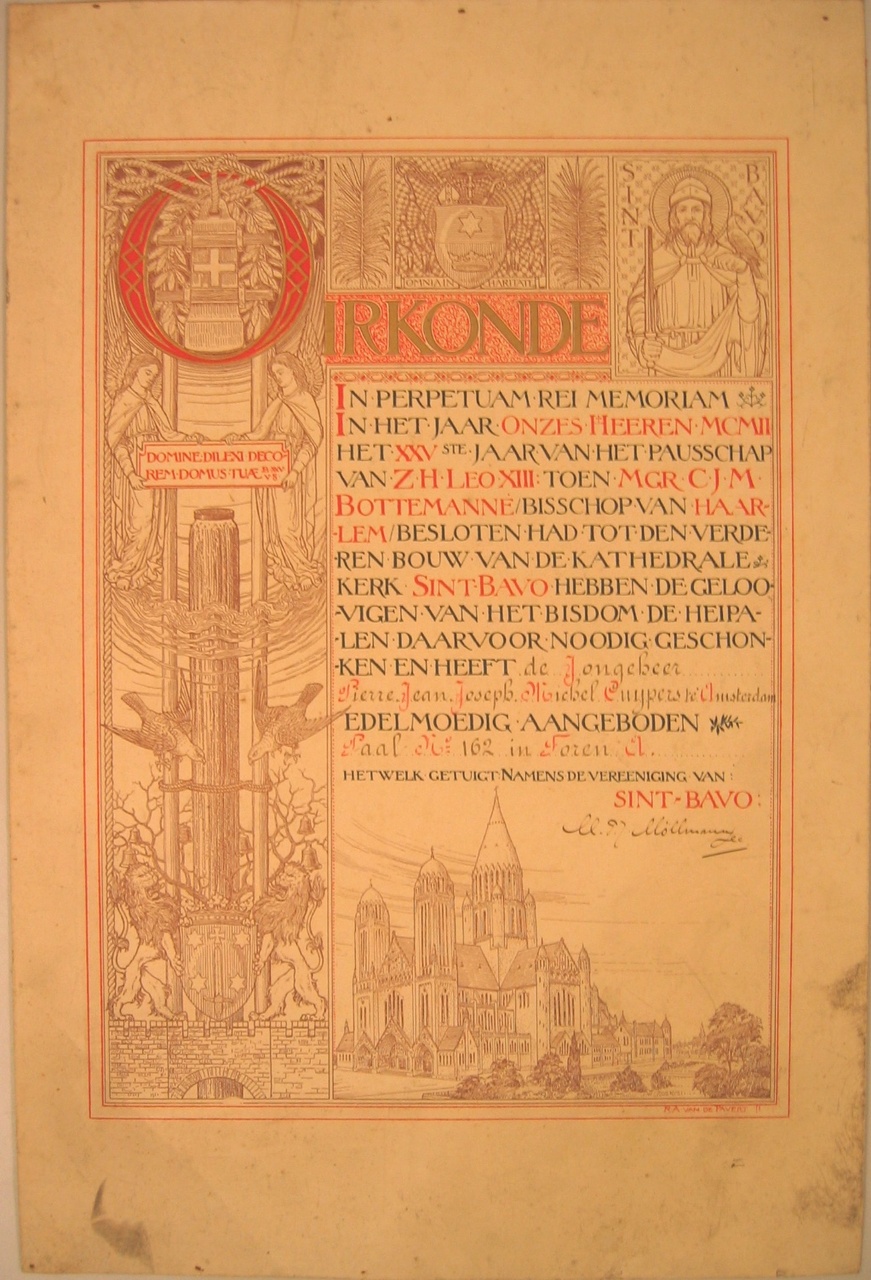 OIRKONDE
OMNIA IN CHARITATE
SINT BAVO
DOMINE·DILEXI DECO-
REM·DOMUS·TUÆ
IN·PERPETUAM·REI MEMORIAM
IN·HET·JAAR·ONZES·HEEREN·MCMII
HET·XXV STE·JAAR·VAN·HET·PAUSSCHAP
VAN·Z·H·LEO XIII: TOEN·MGR·C·J·M·
BOTTEMANNE/BISSCHOP·VAN·HAAR-
-LEM/BESLOTEN·HAD·TOT·DEN·VERDE-
-REN·BOUW·VAN·DE·KATHEDRALE
KERK·SINT·BAVO·HEBBEN·DE·GELOO-
-VIGEN·VAN·HET·BISDOM·DE·HEIPA-
-LEN·DAARVOOR·NOODIG·GESCHON-
-KEN·EN·HEEFT de Jongeheer
Pierre. Jean. Joseph. Michel Cuypers te Amsterdam
EDELMOEDIG·AANGEBODEN
Paal No 162 in Toren A.
HETWELK·GETUIGT·NAMENS DE VEREENIGING VAN:
SINT-BAVO:
Möllmann